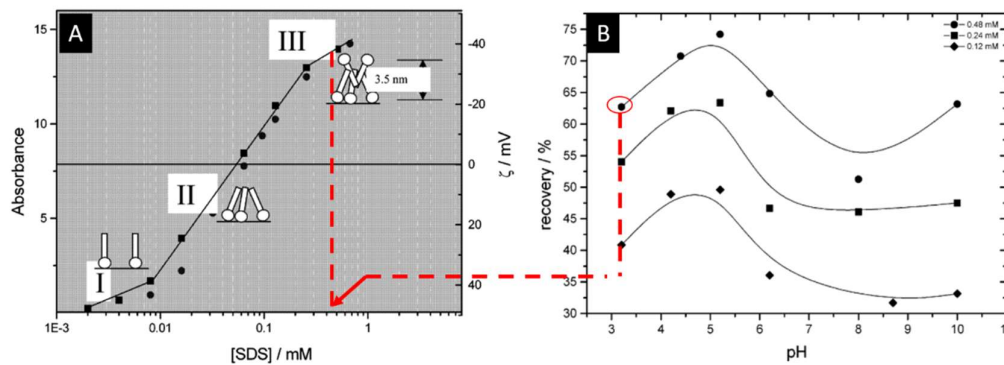 A
15
10
5
Absorbance
I
II
III
3.5 nm
-40
-20
0
20
40
ζ / mV
1E-3
0.01
0.1
1
[SDS] / mM
B
75
70
65
60
55
50
45
40
35
30
recovery / %
0.48 mM
0.24 mM
0.12 mM
3
4
5
6
7
8
9
10
pH